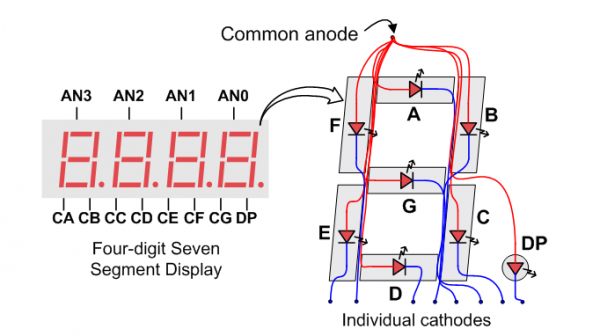 Common anode
AN3 AN2 AN1 AN0
CA CB CC CD CE CF CG DP
Four-digit Seven
Segment Display
A
F
B
G
E
C
D
DP
Individual cathodes